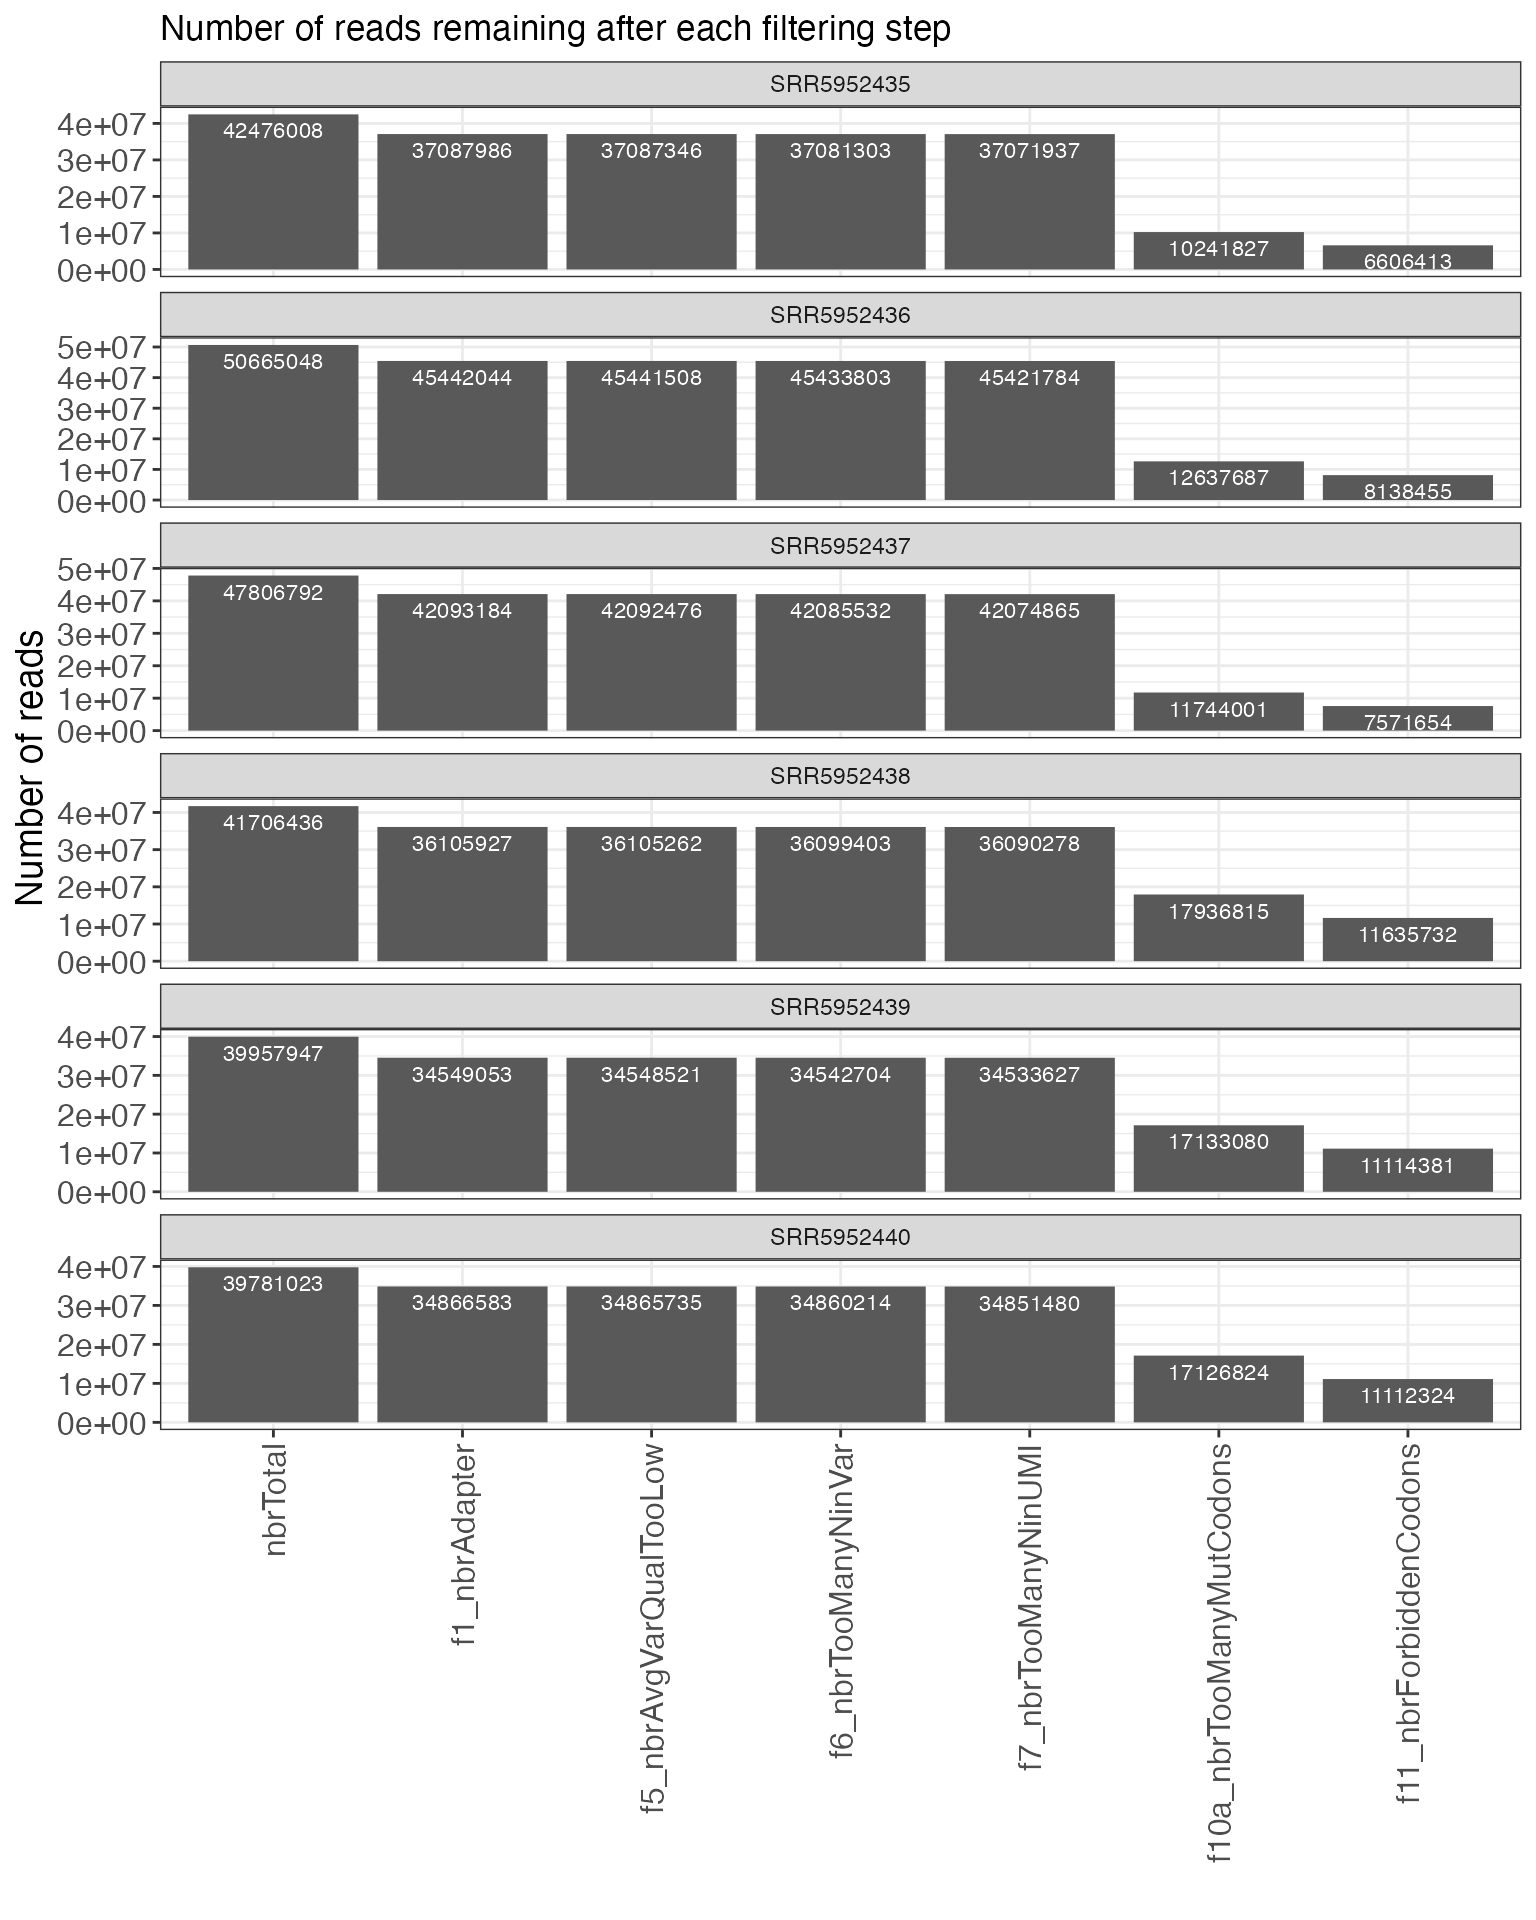 Number of reads remaining after each filtering step
Number of reads
SRR5952435
4e+07
3e+07
2e+07
1e+07
0e+00
42476008
37087986
37087346
37081303
37071937
10241827
6606413
SRR5952436
5e+07
4e+07
3e+07
2e+07
1e+07
0e+00
50665048
45442044
45441508
45433803
45421784
12637687
8138455
SRR5952437
5e+07
4e+07
3e+07
2e+07
1e+07
0e+00
47806792
42093184
42092476
42085532
42074865
11744001
7571654
SRR5952438
4e+07
3e+07
2e+07
1e+07
0e+00
41706436
36105927
36105262
36099403
36090278
17936815
11635732
SRR5952439
4e+07
3e+07
2e+07
1e+07
0e+00
39957947
34549053
34548521
34542704
34533627
17133080
11114381
SRR5952440
4e+07
3e+07
2e+07
1e+07
0e+00
39781023
34866583
34865735
34860214
34851480
17126824
11112324
nbrTotal
f1_nbrAdapter
f5_nbrAvgVarQualTooLow
f6_nbrTooManyNinVar
f7_nbrTooManyNinUMI
f10a_nbrTooManyMutCodons
f11_nbrForbiddenCodons